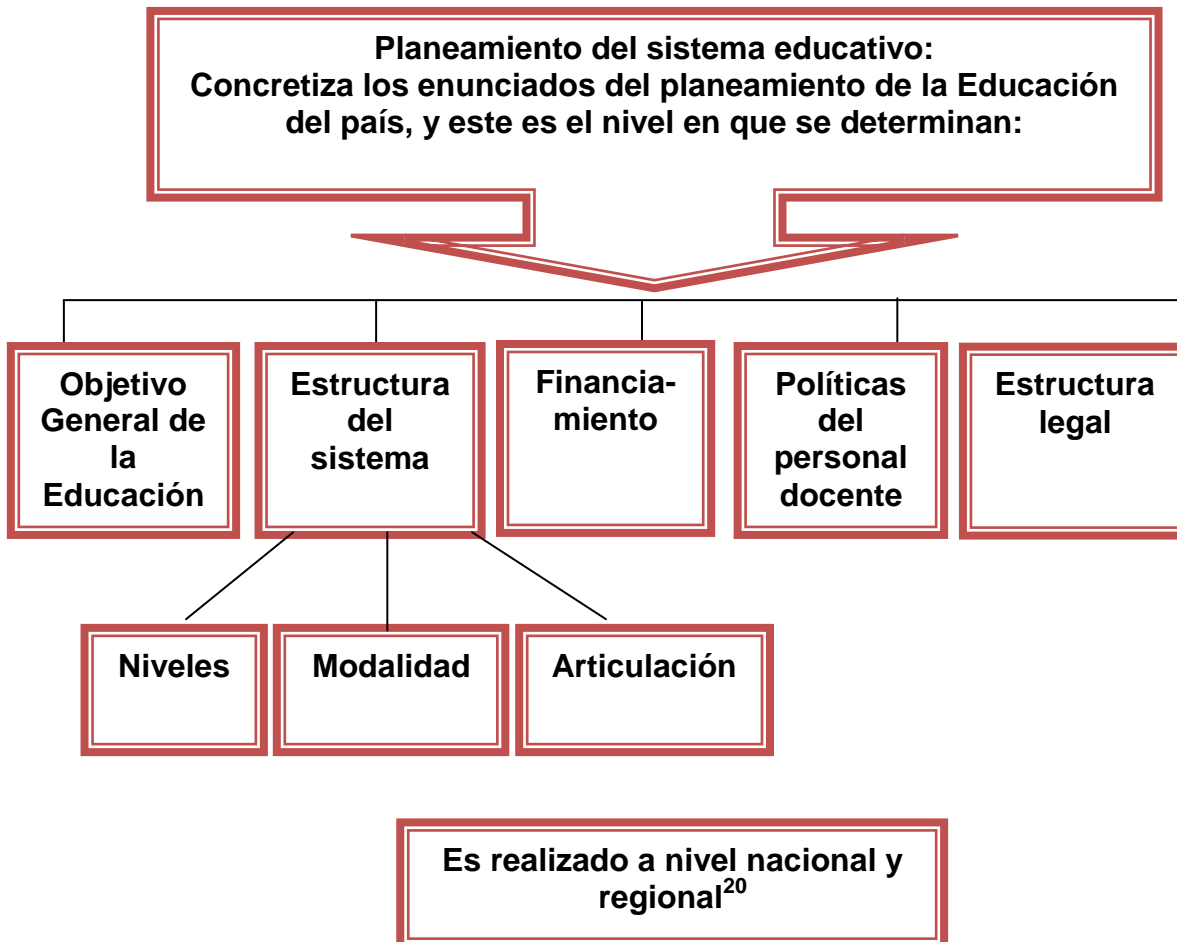 Planeamiento del sistema educativo:
Concretiza los enunciados del planeamiento de la Educación
del país, y este es el nivel en que se determinan:
Objetivo
General de
la
Educación
Estructura
del
sistema
Financia-
miento
Políticas
del
personal
docente
Estructura
legal
Niveles
Modalidad
Articulación
Es realizado a nivel nacional y
regional20